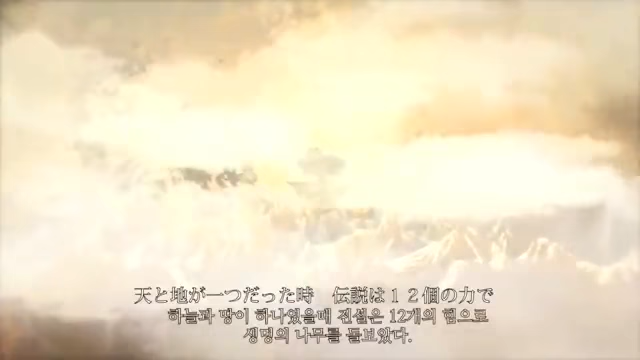 天と地が一つだった時　伝説は１２個の力で
하늘과 땅이 하나였을때 전설은 12개의 힘으로
생명의 나무를 돌보았다.